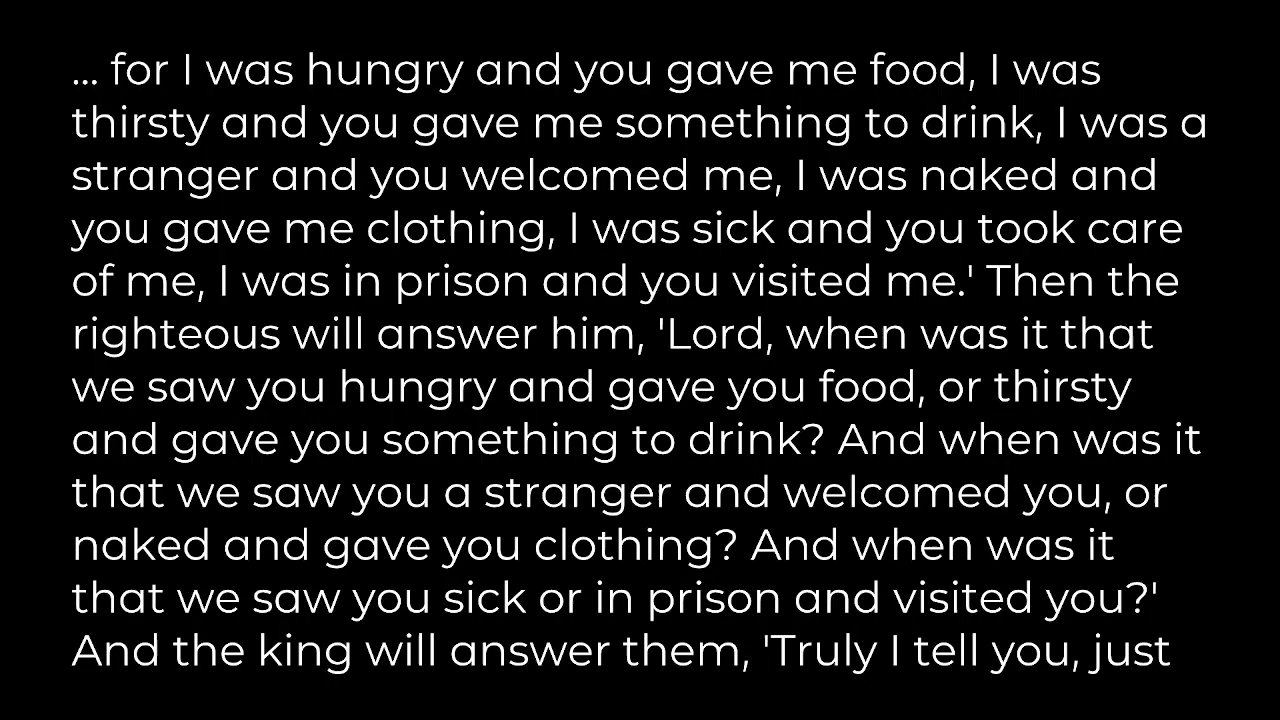 ... for I was hungry and you gave me food, I was
thirsty and you gave me something to drink, I was a
stranger and you welcomed me, I was naked and
you gave me clothing, I was sick and you took care
of me, I was in prison and you visited me.' Then the
righteous will answer him, 'Lord, when was it that
we saw you hungry and gave you food, or thirsty
and gave you something to drink? And when was it
that we saw you a stranger and welcomed you, or
naked and gave you clothing? And when was it
that we saw you sick or in prison and visited you?'
And the king will answer them, 'Truly I tell you, just